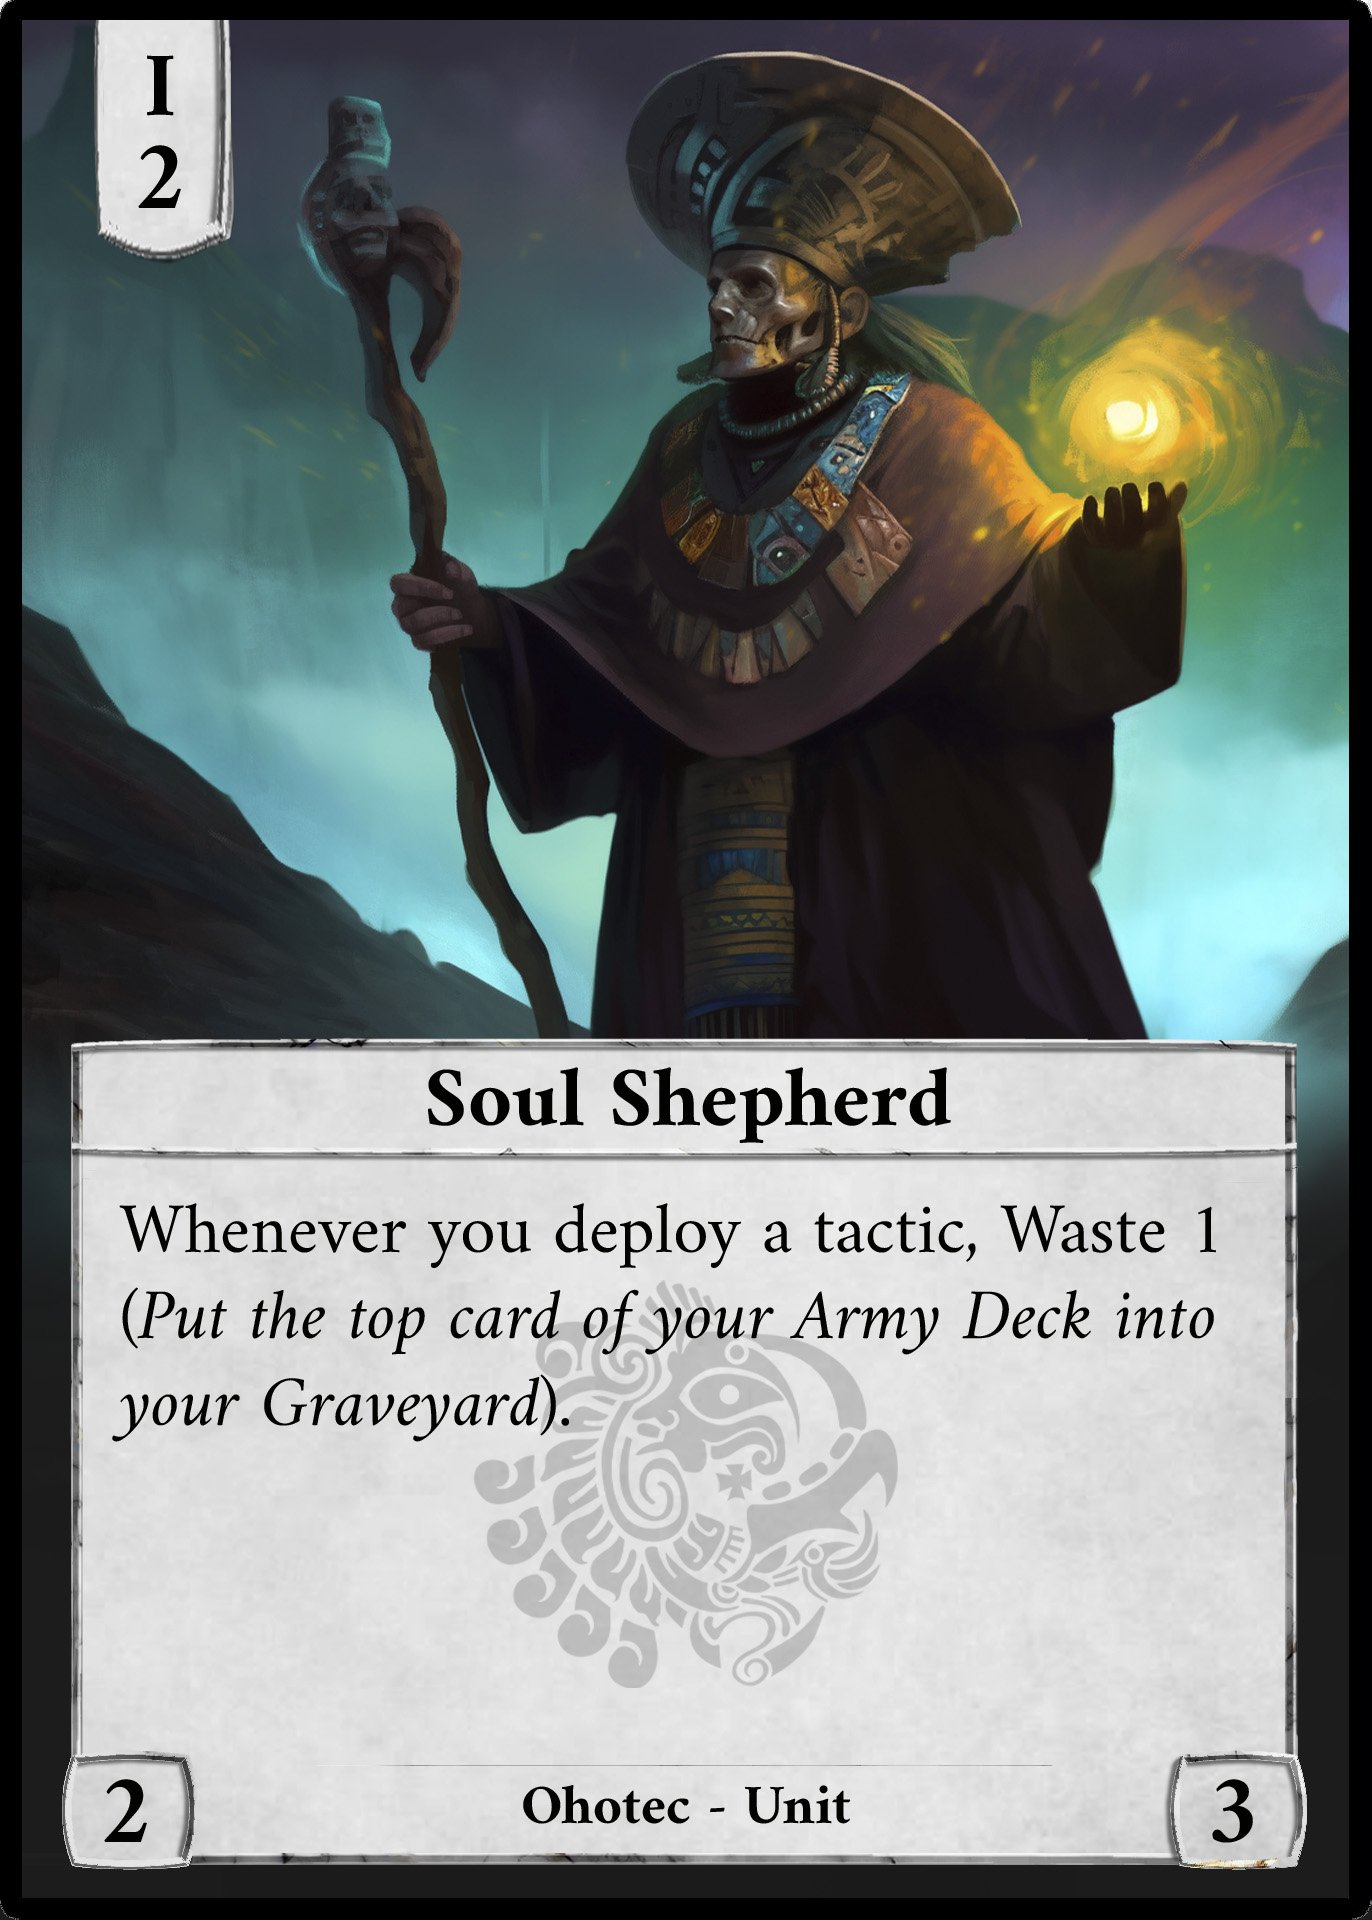 I
2
Soul Shepherd
Whenever you deploy a tactic, Waste 1
(Put the top card of your Army Deck into
your Graveyard).
2
Ohotec - Unit
3